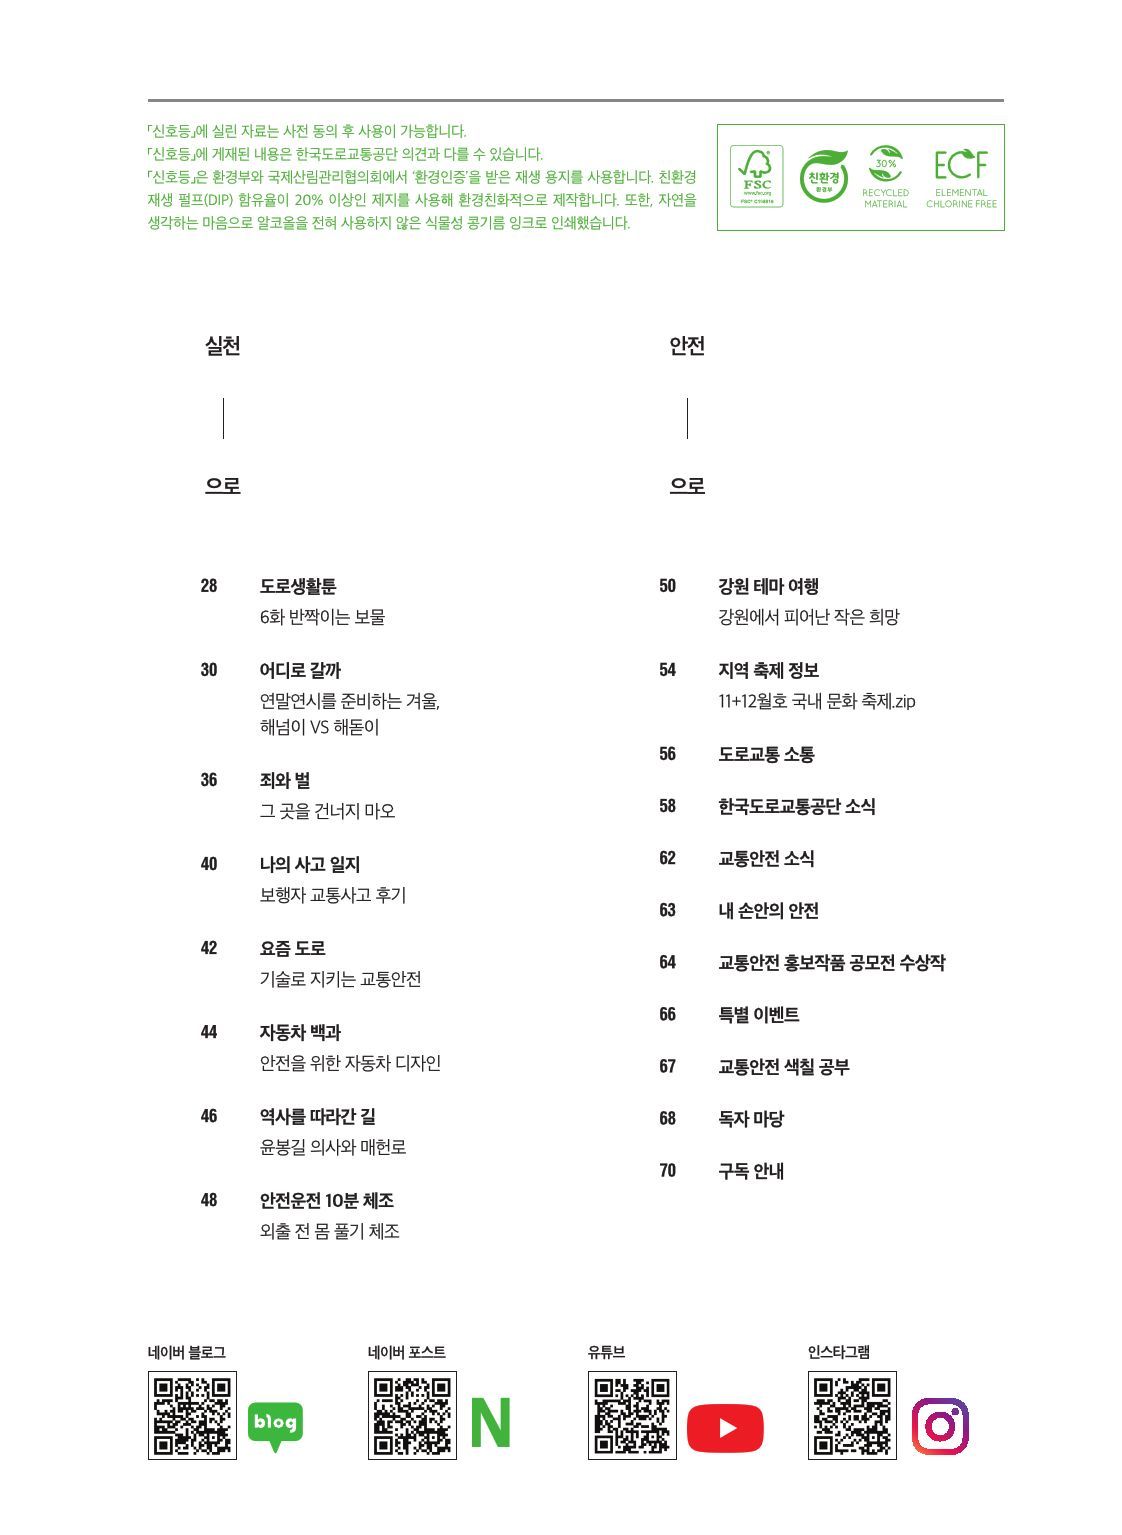 「신호등」에 실린 자료는 사전 동의 후 사용이 가능합니다.
「신호등」에 게재된 내용은 한국도로교통공단 의견과 다를 수 있습니다.
「신호등」은 환경부와 국제산림관리협의회에서 ‘환경인증’을 받은 재생 용지를 사용합니다. 친환경
재생 펄프(DIP) 함유율이 20% 이상인 제지를 사용해 환경친화적으로 제작합니다. 또한, 자연을
생각하는 마음으로 알코올을 전혀 사용하지 않은 식물성 콩기름 잉크로 인쇄했습니다.
FSC
www.fsc.org
친환경
환경부
30%
RECYCLED
MATERIAL
ECF
ELEMENTAL
CHLORINE FREE
실천
으로
28 도로생활툰
6화 반짝이는 보물
30 어디로 갈까
연말연시를 준비하는 겨울,
해넘이 VS 해돋이
36 죄와 벌
그 곳을 건너지 마오
40 나의 사고 일지
보행자 교통사고 후기
42 요즘 도로
기술로 지키는 교통안전
44 자동차 백과
안전을 위한 자동차 디자인
46 역사를 따라간 길
윤봉길 의사와 매헌로
48 안전운전 10분 체조
외출 전 몸 풀기 체조
안전
으로
50 강원 테마 여행
강원에서 피어난 작은 희망
54 지역 축제 정보
11+12월호 국내 문화 축제.zip
56 도로교통 소통
58 한국도로교통공단 소식
62 교통안전 소식
63 내 손안의 안전
64 교통안전 홍보작품 공모전 수상작
66 특별 이벤트
67 교통안전 색칠 공부
68 독자 마당
70 구독 안내
네이버 블로그
blog
네이버 포스트
N
유튜브
인스타그램